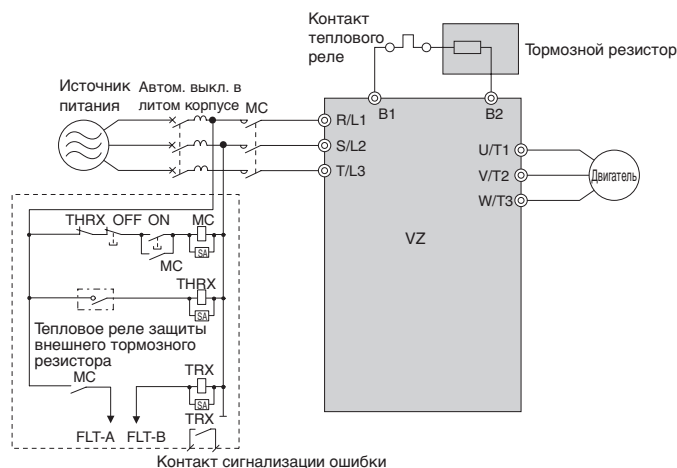 Контакт
теплового
реле
Тормозной резистор
Источник
питания
Автом. выкл. в
литом корпусе
MC
B1
B2
R/L1
S/L2
T/L3
U/T1
V/T2
W/T3
Двигатель
VZ
THRX OFF ON MC
SA
MC
THRX
SA
Тепловое реле защиты
внешнего тормозного
резистора
MC
TRX
SA
TRX
FLT-A FLT-B
Контакт сигнализации ошибки